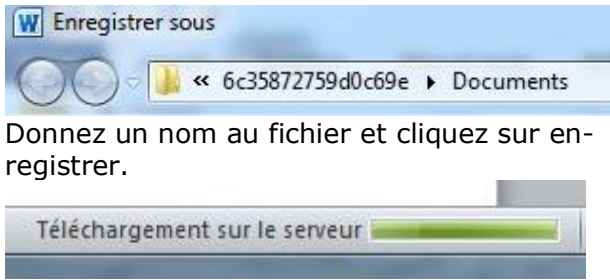 Enregistrer sous
« 6c35872759d0c69e ▸ Documents
Donnez un nom au fichier et cliquez sur en-
registrer.
Téléchargement sur le serveur